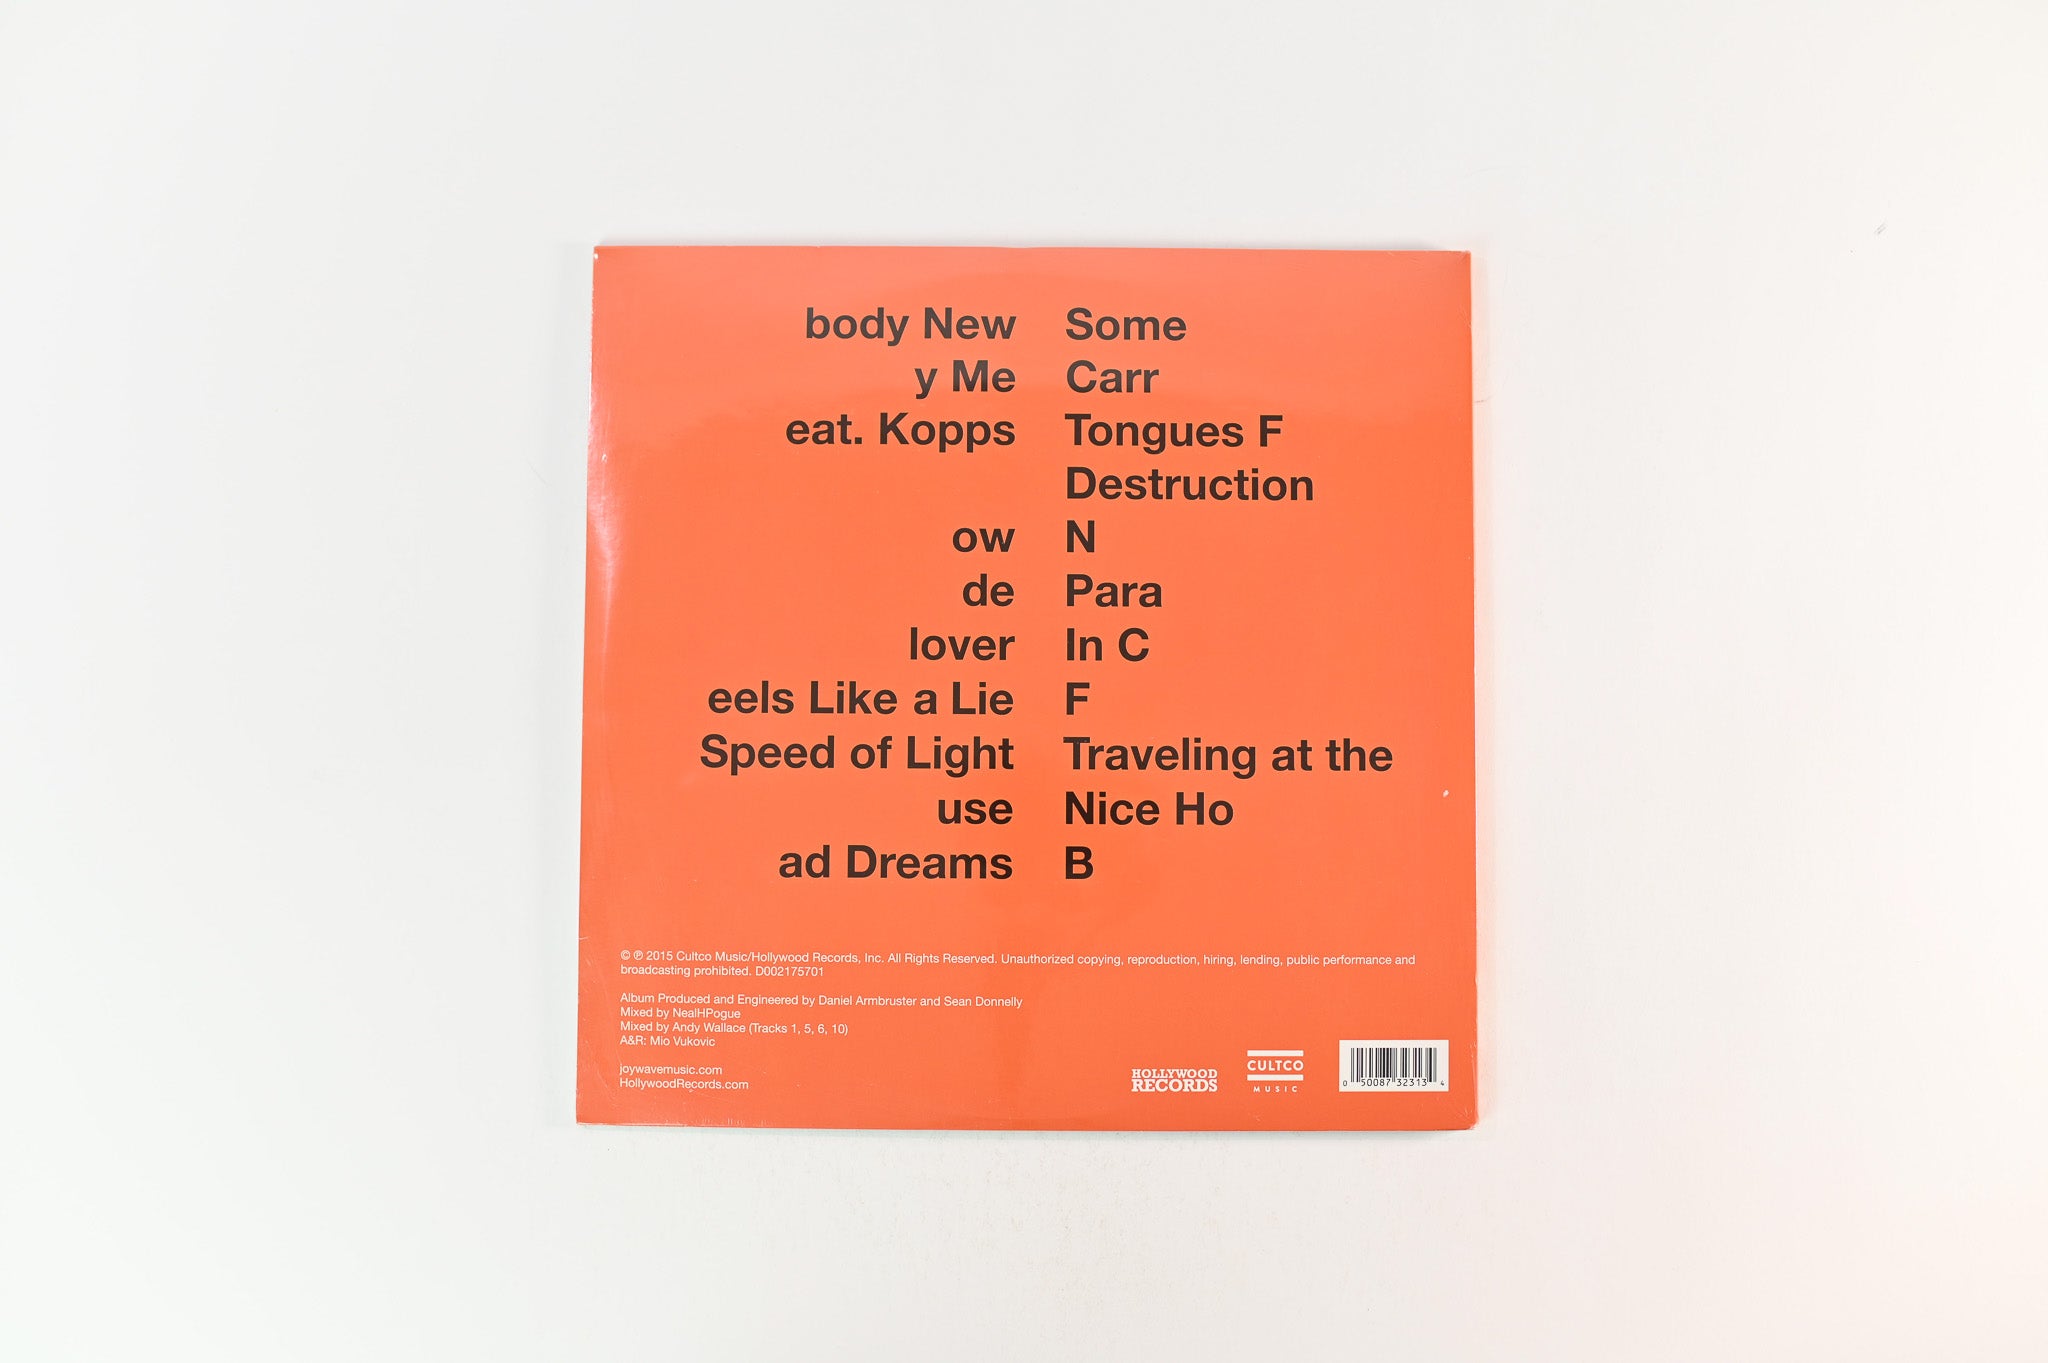 body New Some
y Me Carr
eat. Kopps Tongues F
Destruction
ow N
de Para
lover In C
eels Like a Lie F
Speed of Light Traveling at the
use Nice Ho
ad Dreams B
© ℗ 2015 Cultco Music/Hollywood Records, Inc. All Rights Reserved. Unauthorized copying, reproduction, hiring, lending, public performance and
broadcasting prohibited. D002175701
Album Produced and Engineered by Daniel Armbruster and Sean Donnelly
Mixed by NealHPogue
Mixed by Andy Wallace (Tracks 1, 5, 6, 10)
A&R: Mio Vukovic
joywavemusic.com
HollywoodRecords.com
HOLLYWOOD
RECORDS
CULTCO
MUSIC
0 50087 32313 4